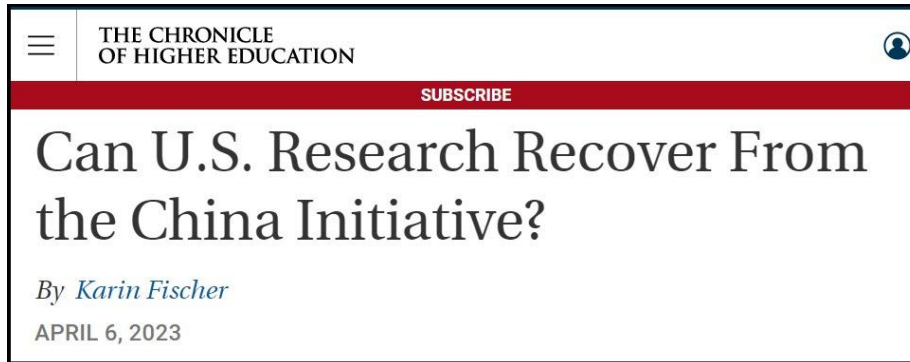 THE CHRONICLE
OF HIGHER EDUCATION
SUBSCRIBE
Can U.S. Research Recover From
the China Initiative?
By Karin Fischer
APRIL 6, 2023